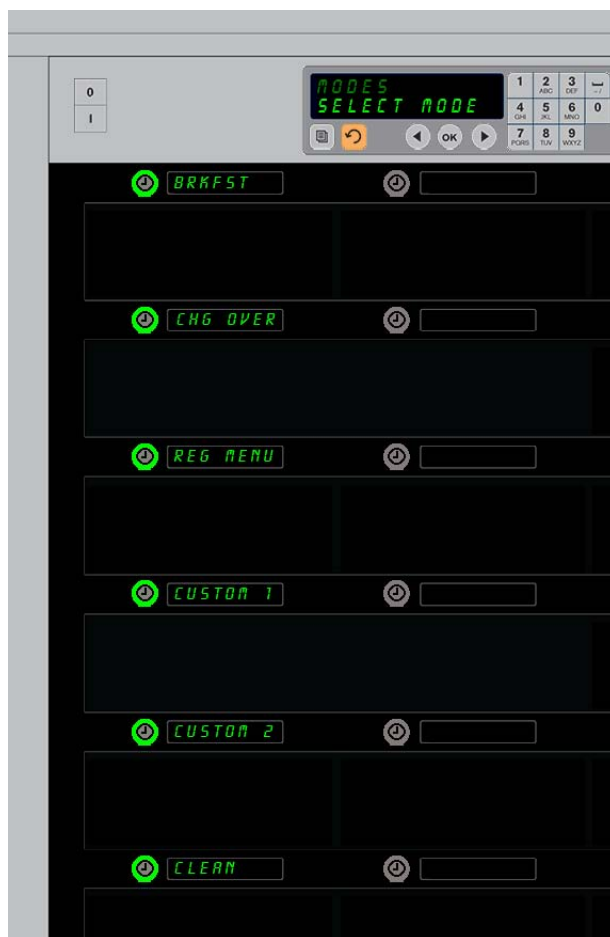 0
I
MODES
SELECT MODE
1
2 ABC
3 DEF
-/
4 GHI
5 JKL
6 MNO
0
7 PQRS
8 TUV
9 WXYZ
OK
BRKFST
CHG OVER
REG MENU
CUSTOM 1
CUSTOM 2
CLEAN